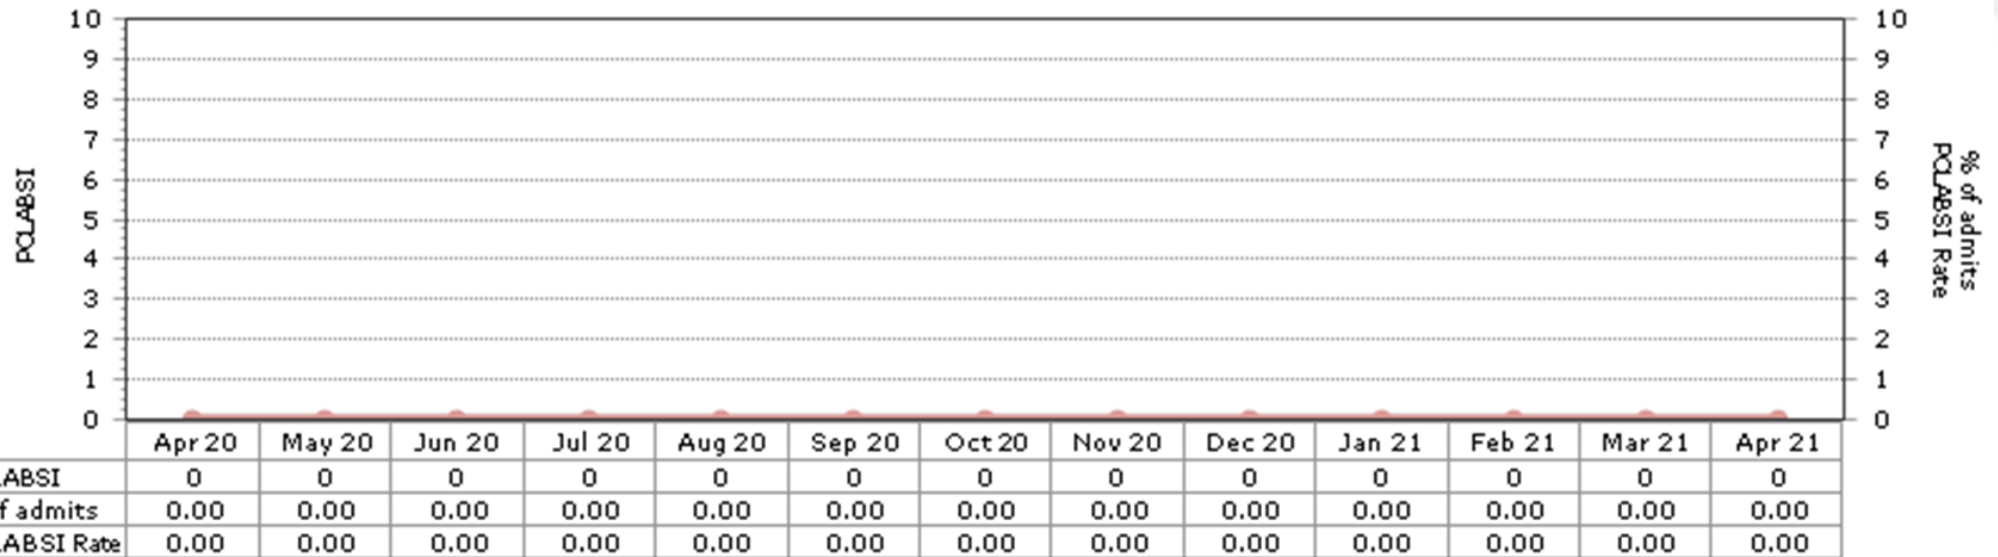 10 10
9 9
8 8
7 7
6 6
5 5
4 4
3 3
2 2
1 1
0 0
PCLABSI
% of admits
PCLABSI Rate
Apr 20 May 20 Jun 20 Jul 20 Aug 20 Sep 20 Oct 20 Nov 20 Dec 20 Jan 21 Feb 21 Mar 21 Apr 21
LABSI 0 0 0 0 0 0 0 0 0 0 0 0 0
f admits 0.00 0.00 0.00 0.00 0.00 0.00 0.00 0.00 0.00 0.00 0.00 0.00 0.00
LABSI Rate 0.00 0.00 0.00 0.00 0.00 0.00 0.00 0.00 0.00 0.00 0.00 0.00 0.00